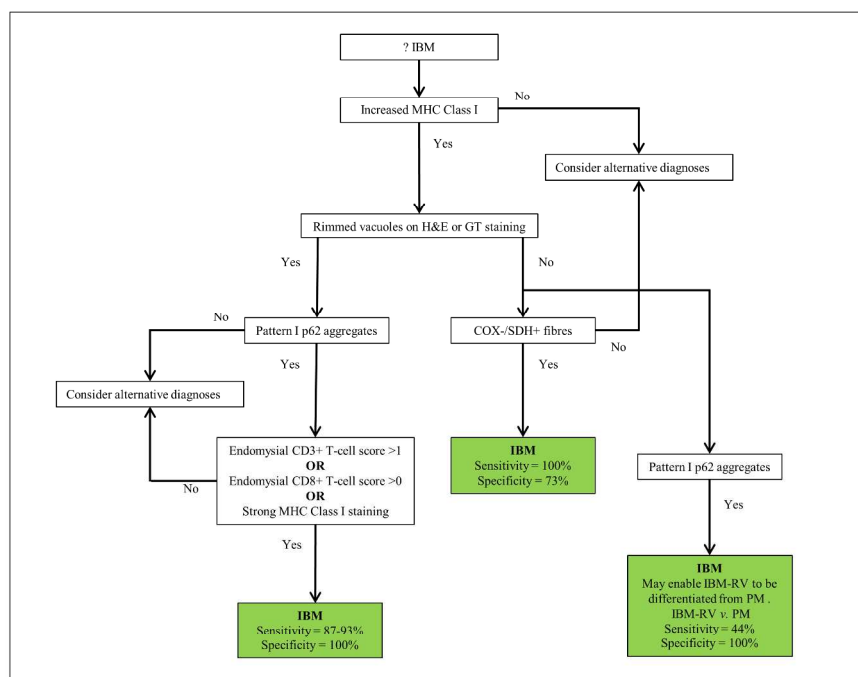 ? IBM
Increased MHC Class I
No
Yes
Consider alternative diagnoses
Rimmed vacuoles on H&E or GT staining
Yes
No
No
Pattern I p62 aggregates
COX-/SDH+ fibres
No
Yes
Yes
Consider alternative diagnoses
Endomysial CD3+ T-cell score >1
OR
Endomysial CD8+ T-cell score >0
OR
Strong MHC Class I staining
No
IBM
Sensitivity = 100%
Specificity = 73%
Pattern I p62 aggregates
Yes
Yes
IBM
Sensitivity = 87-93%
Specificity = 100%
IBM
May enable IBM-RV to be
differentiated from PM .
IBM-RV v. PM
Sensitivity = 44%
Specificity = 100%